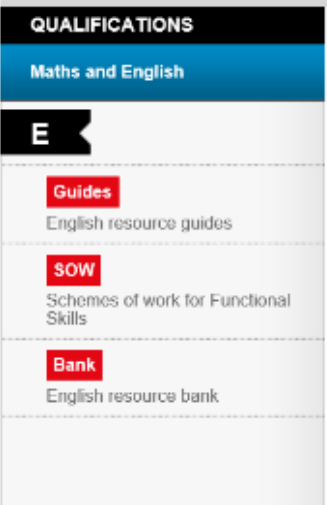 QUALIFICATIONS
Maths and English
E
Guides
English resource guides
SOW
Schemes of work for Functional
Skills
Bank
English resource bank